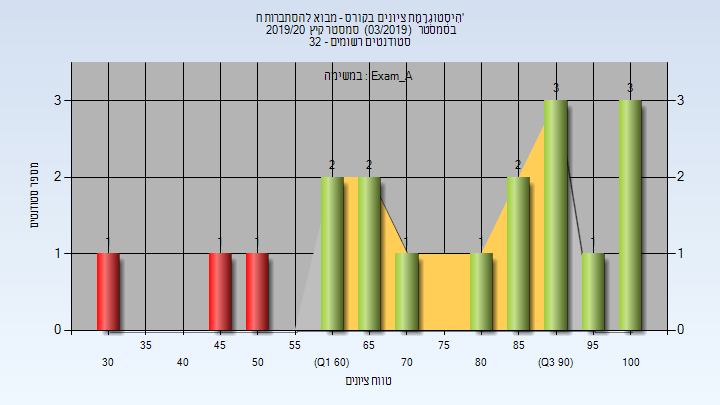 היסטוגרמת ציונים בקורס - מבוא להסתברות ח'
בסמסטר (03/2019) סמסטר קיץ 2019/20
סטודנטים רשומים - 32
במשימה : Exam_A
3 3 3 3
2 2 2 2 2
1 1 1 1 1 1 1 1
0 0
מספר סטודנטים
35 45 55 65 75 85 95
30 40 50 (Q1 60) 70 80 (Q3 90) 100
טווח ציונים